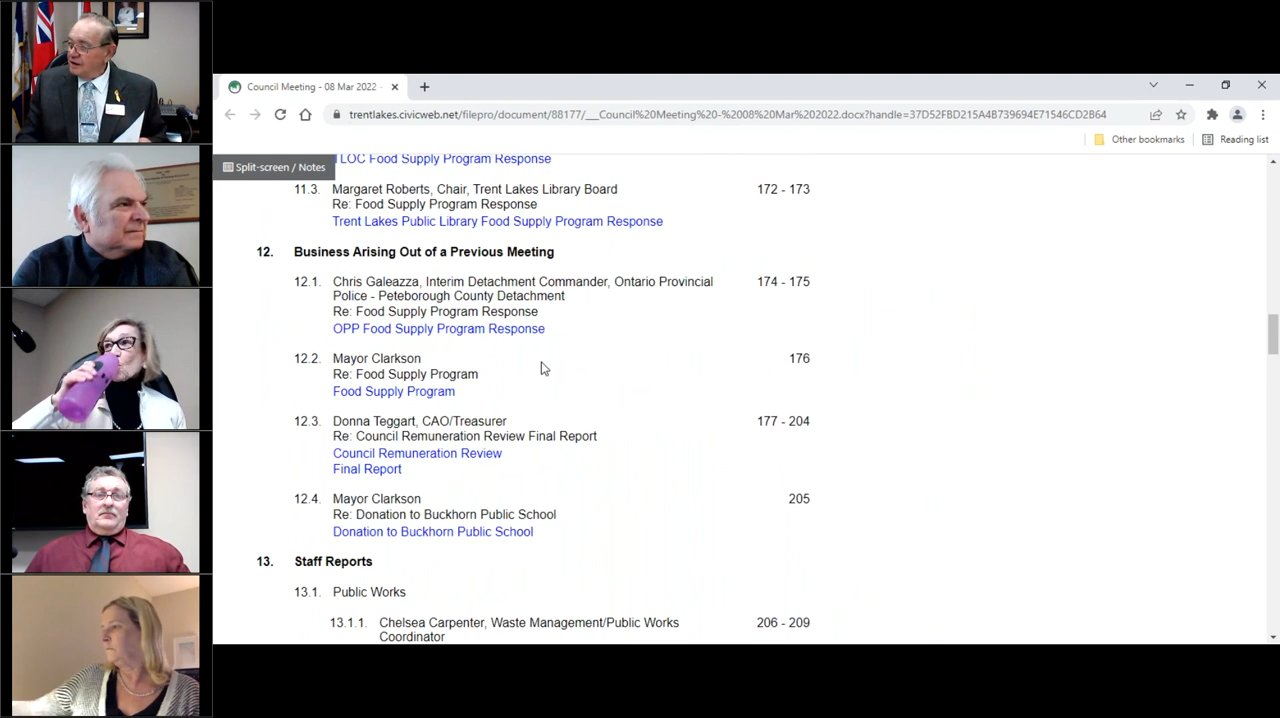 Council Meeting - 08 Mar 2022 -
trentlakes.civicweb.net/filepro/document/88177/___Council%20Meeting%20-%2008%20Mar%202022.docx?handle=37D52FBD215A4B739694E71546CD2B64
Other bookmarks
Reading list
Split-screen / Notes
TLOC Food Supply Program Response
11.3. Margaret Roberts, Chair, Trent Lakes Library Board 172 - 173
Re: Food Supply Program Response
Trent Lakes Public Library Food Supply Program Response
12. Business Arising Out of a Previous Meeting
12.1. Chris Galeazza, Interim Detachment Commander, Ontario Provincial 174 - 175
Police - Peteborough County Detachment
Re: Food Supply Program Response
OPP Food Supply Program Response
12.2. Mayor Clarkson 176
Re: Food Supply Program
Food Supply Program
12.3. Donna Teggart, CAO/Treasurer 177 - 204
Re: Council Remuneration Review Final Report
Council Remuneration Review
Final Report
12.4. Mayor Clarkson 205
Re: Donation to Buckhorn Public School
Donation to Buckhorn Public School
13. Staff Reports
13.1. Public Works
13.1.1. Chelsea Carpenter, Waste Management/Public Works 206 - 209
Coordinator